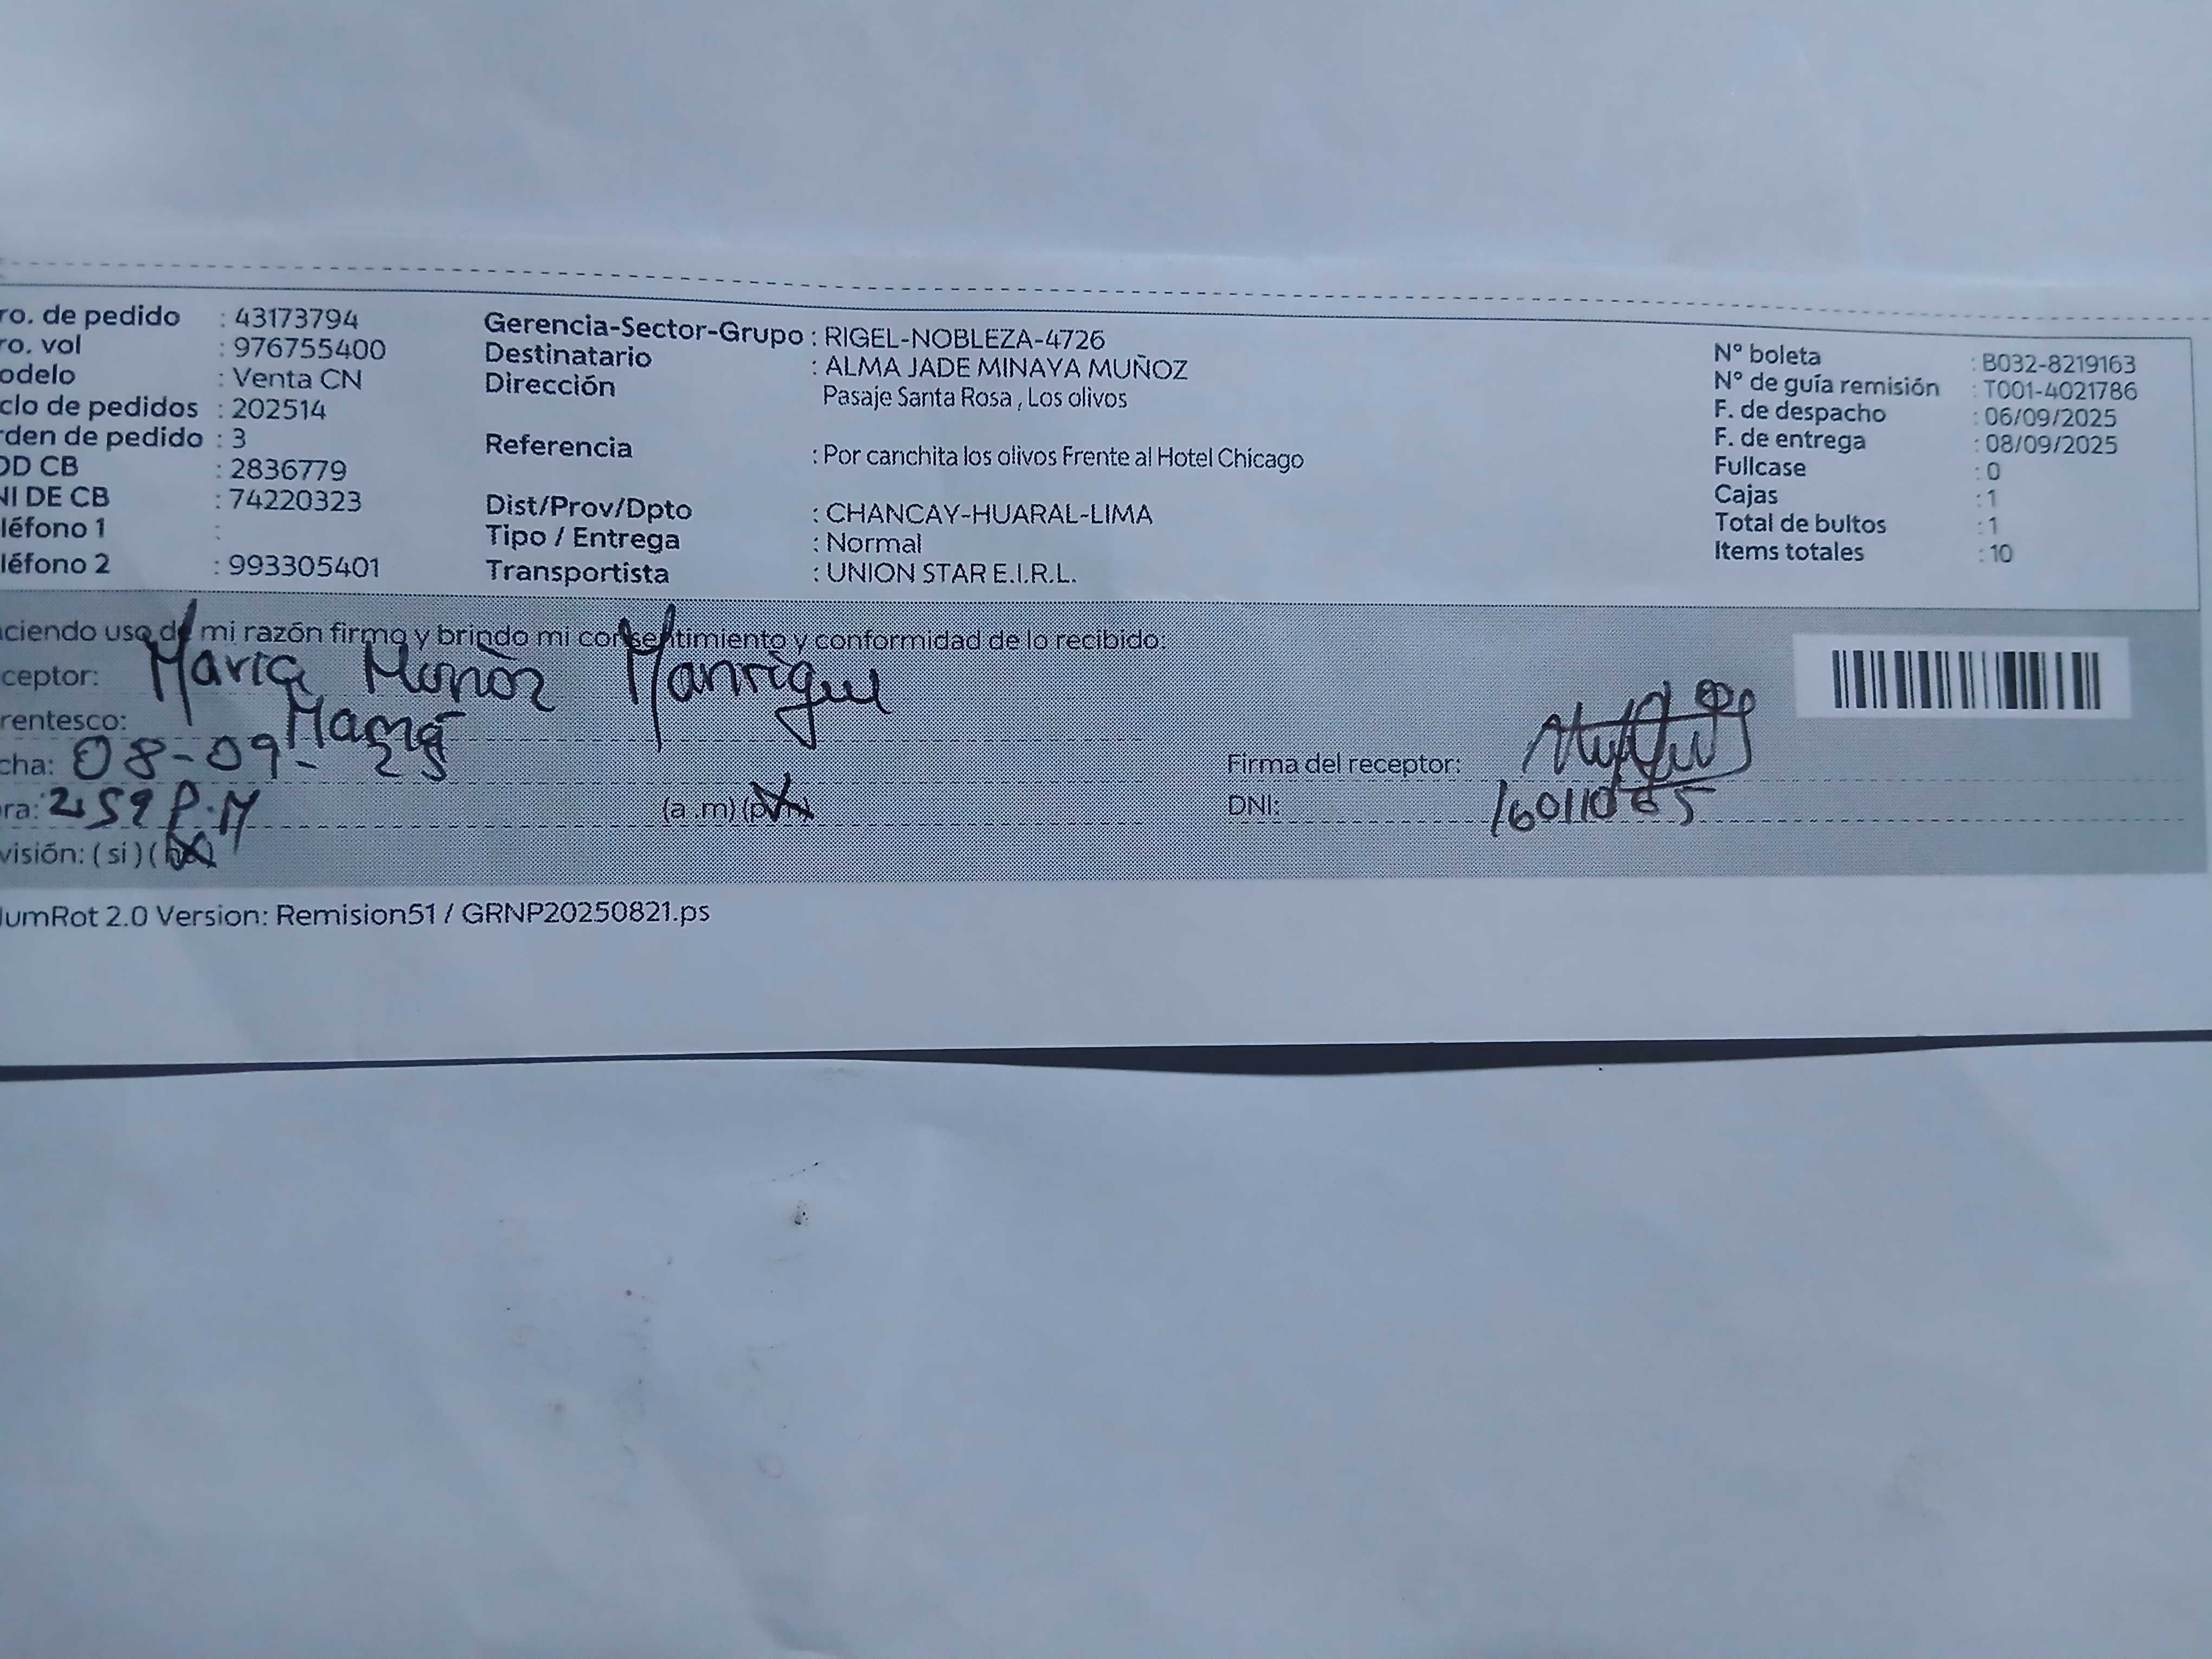 ro. de pedido : 43173794
ro. vol : 976755400
odelo : Venta CN
clo de pedidos : 202514
rden de pedido : 3
OD CB : 2836779
NI DE CB : 74220323
léfono 1 :
léfono 2 : 993305401
Gerencia-Sector-Grupo : RIGEL-NOBLEZA-4726
Destinatario : ALMA JADE MINAYA MUÑOZ
Dirección Pasaje Santa Rosa , Los olivos
Referencia : Por canchita los olivos Frente al Hotel Chicago
Dist/Prov/Dpto : CHANCAY-HUARAL-LIMA
Tipo / Entrega : Normal
Transportista : UNION STAR E.I.R.L.
N° boleta : B032-8219163
N° de guía remisión : T001-4021786
F. de despacho : 06/09/2025
F. de entrega : 08/09/2025
Fullcase : 0
Cajas : 1
Total de bultos : 1
Items totales : 10
ciendo uso de mi razón firmo y brindo mi consentimiento y conformidad de lo recibido:
ceptor: Maria Muñoz Manrique
rentesco: Mamá
cha: 08-09-25
ra: 2:59 P.M (a .m) (p.m)
visión: ( si ) ( no )
Firma del receptor:
DNI: 16011065
umRot 2.0 Version: Remision51 / GRNP20250821.ps